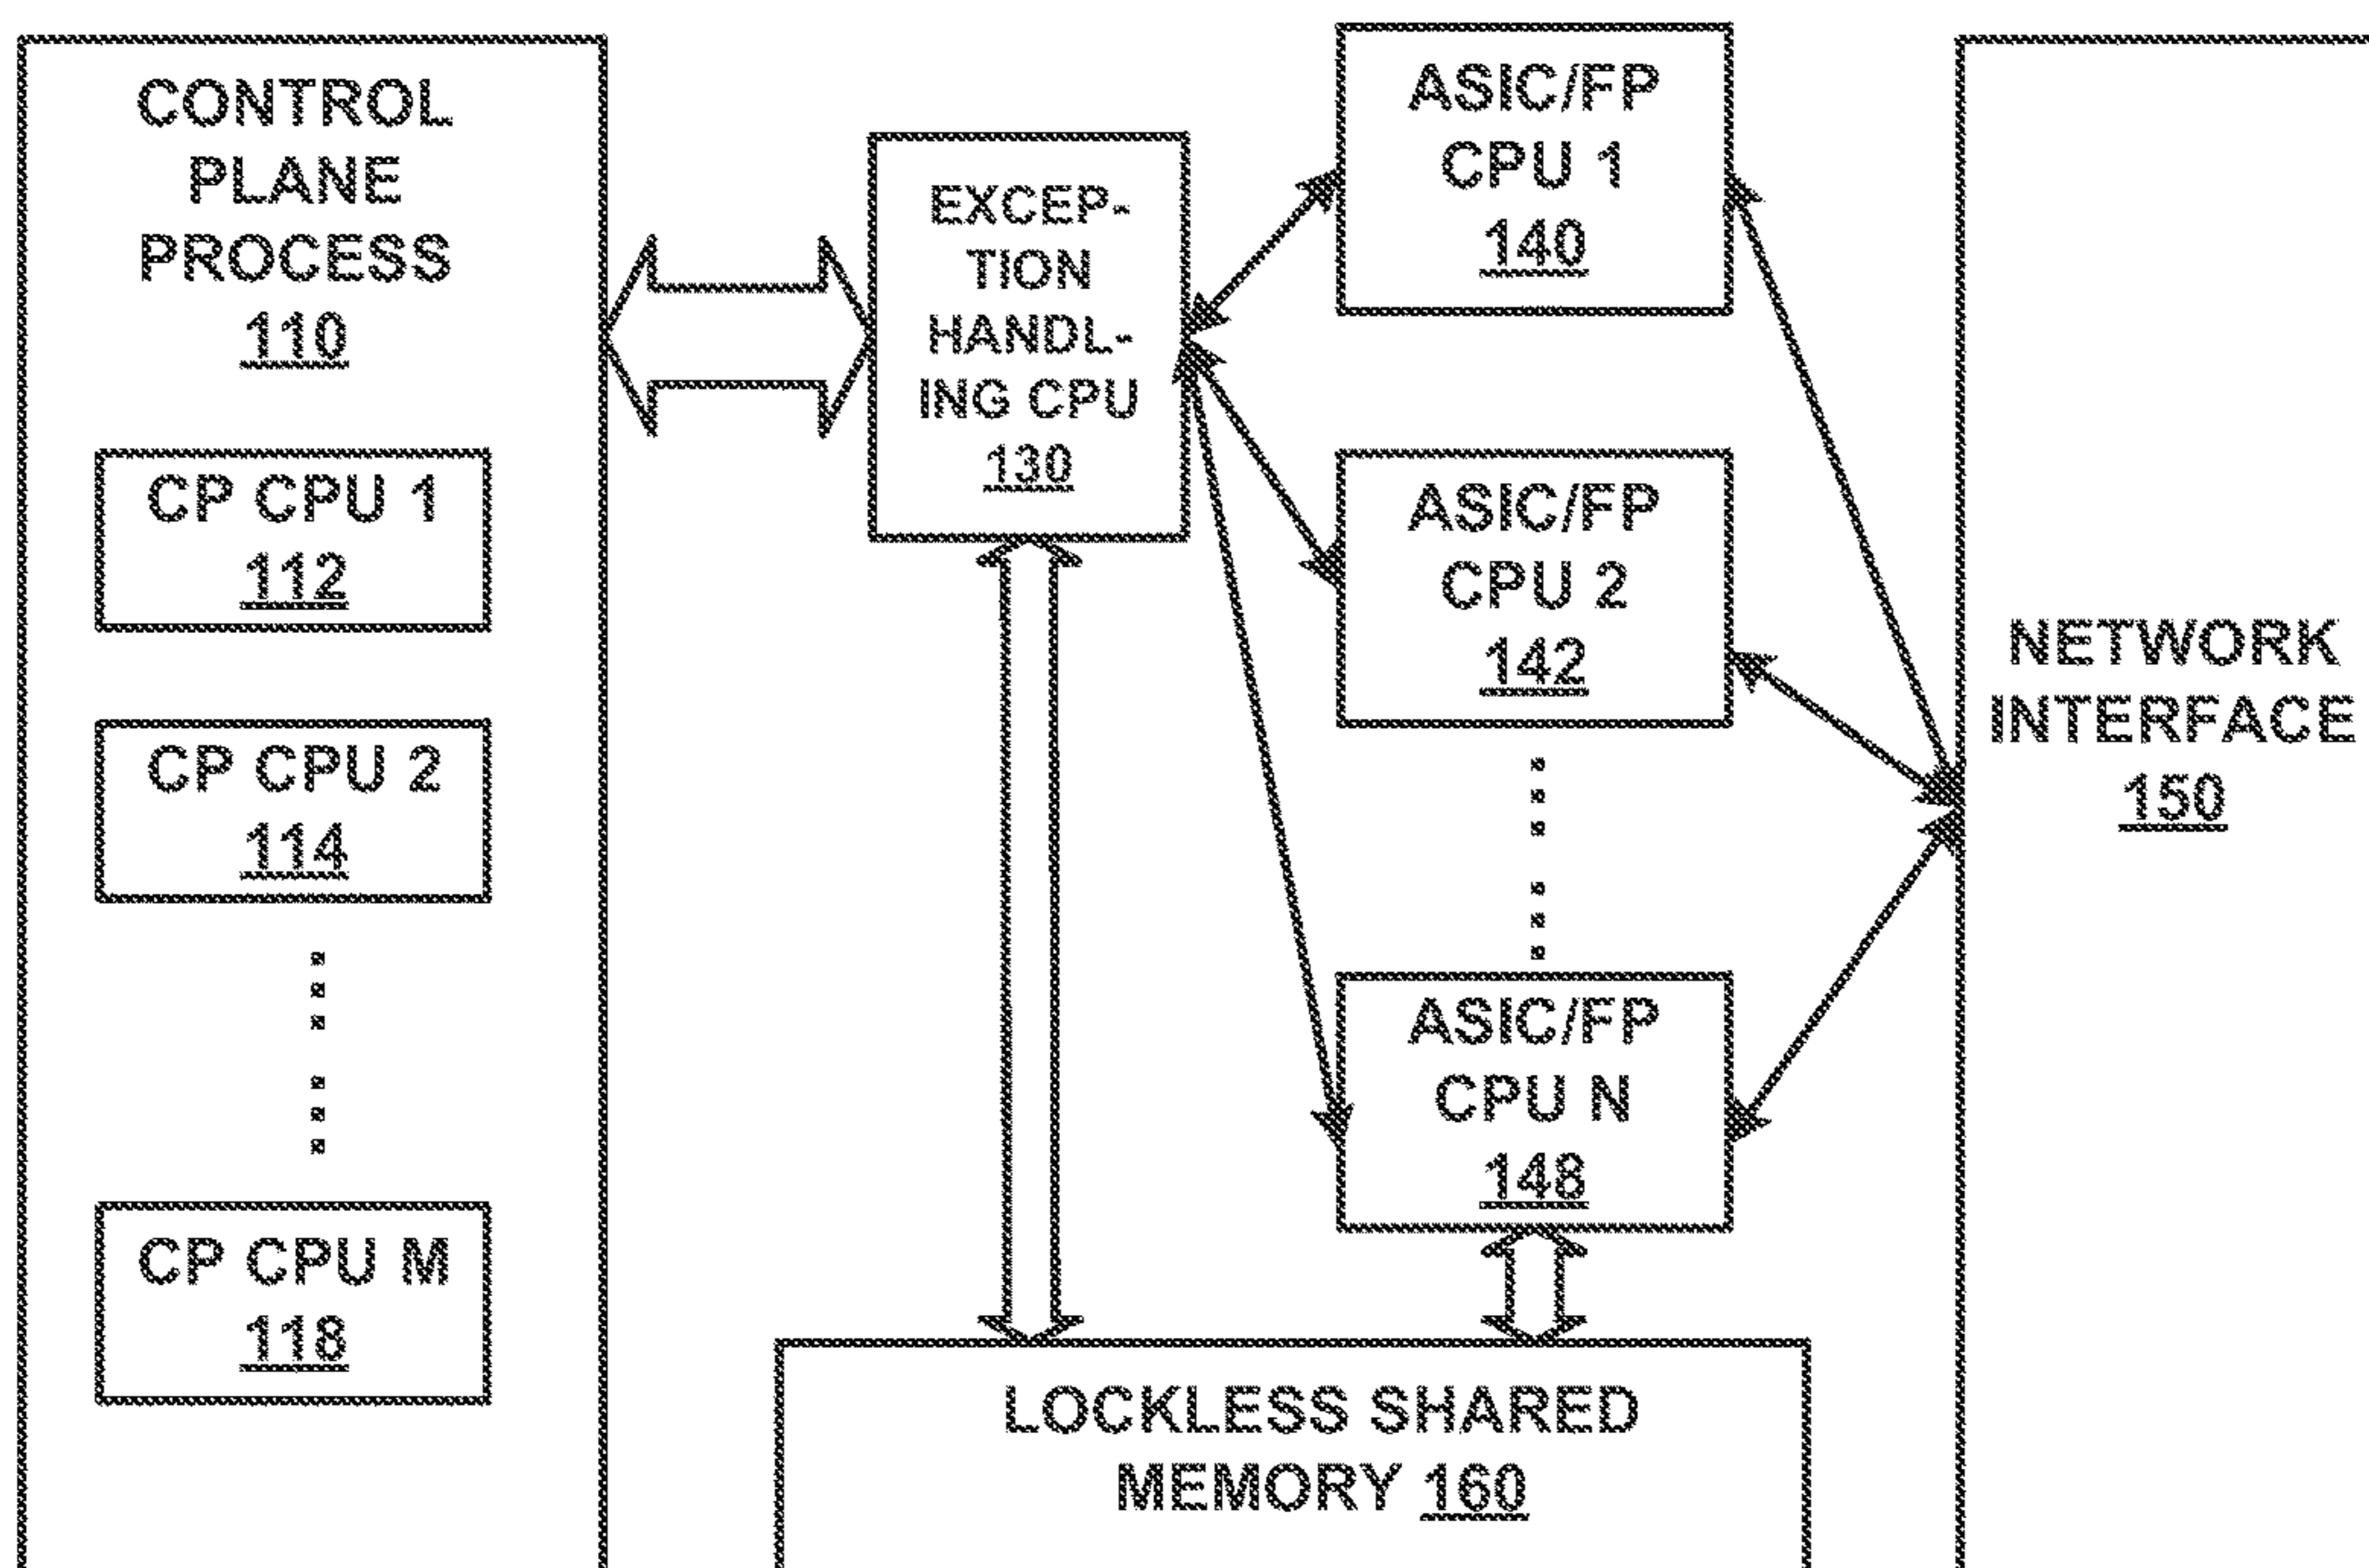 CONTROL
PLANE
PROCESS
110
CP CPU 1
112
CP CPU 2
114
CP CPU M
118
EXCEP-
TION
HANDL-
ING CPU
130
ASIC/FP
CPU 1
140
ASIC/FP
CPU 2
142
ASIC/FP
CPU N
148
NETWORK
INTERFACE
150
LOCKLESS SHARED
MEMORY 160